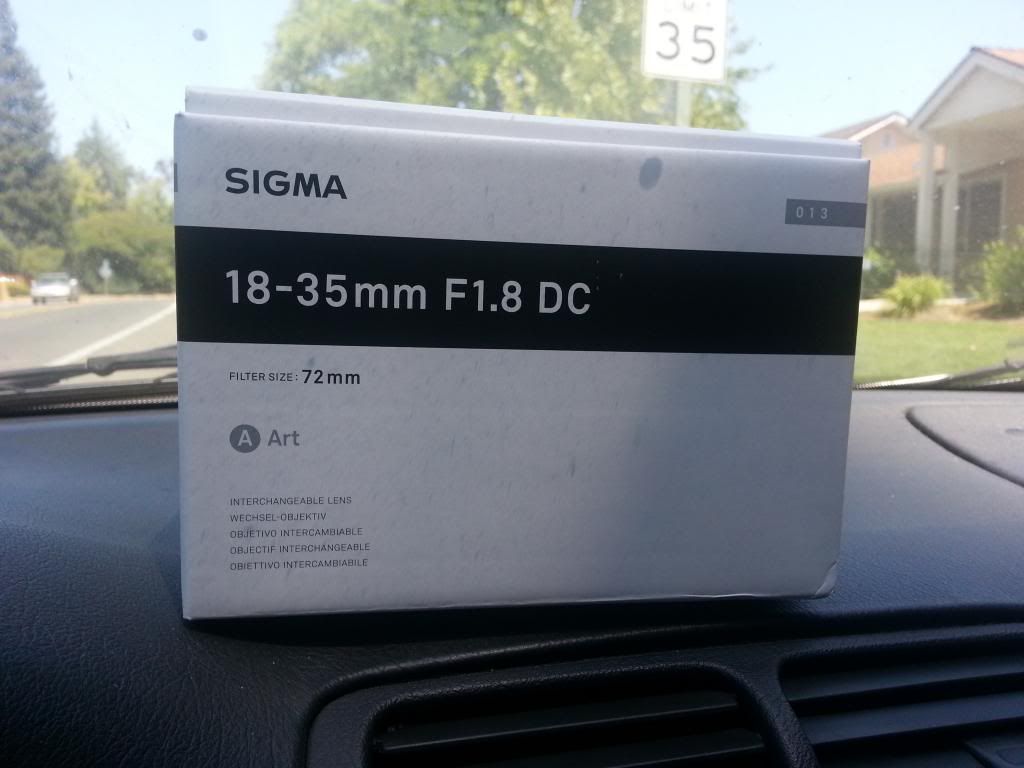 35
SIGMA
013
18-35mm F1.8 DC
FILTER SIZE: 72mm
A Art
INTERCHANGEABLE LENS
WECHSEL-OBJEKTIV
OBJETIVO INTERCAMBIABLE
OBJECTIF INTERCHANGEABLE
OBIETTIVO INTERCAMBIABILE